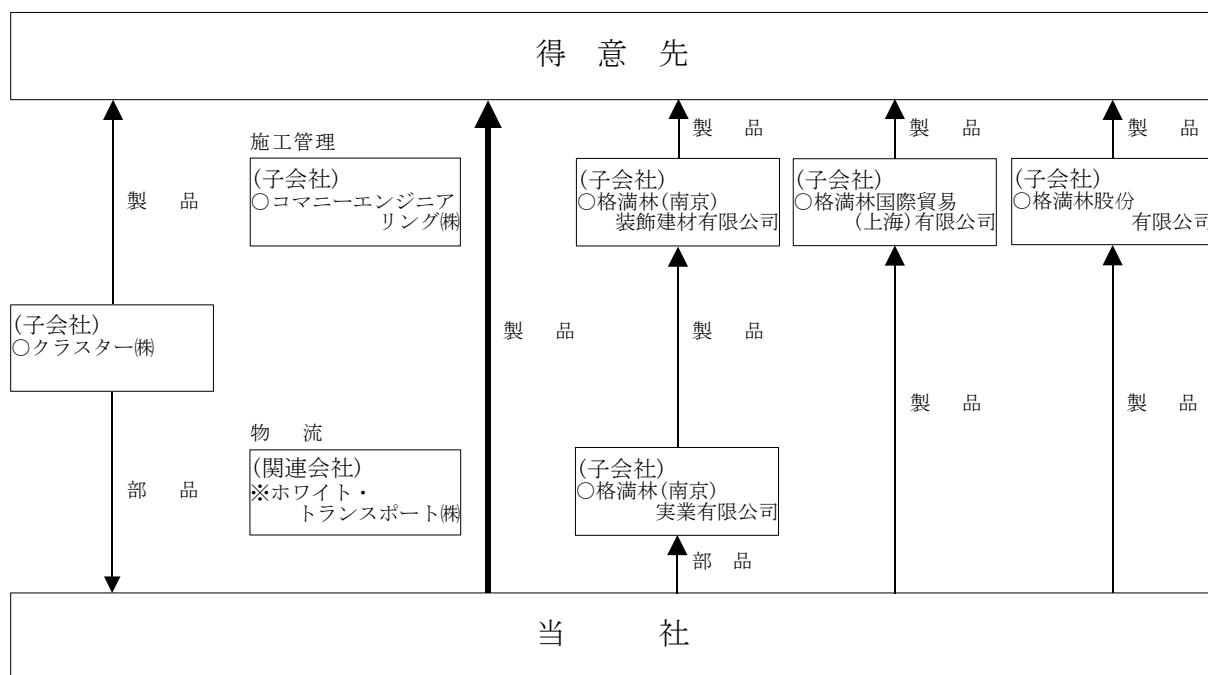 得 意 先
製 品
施工管理
(子会社)
○コマニーエンジニア
リング㈱
製 品
(子会社)
○格満林(南京)
装飾建材有限公司
製 品
(子会社)
○格満林国際貿易
(上海)有限公司
製 品
(子会社)
○格満林股份
有限公司
(子会社)
○クラスター㈱
製 品
製 品
製 品
製 品
部 品
物 流
(関連会社)
※ホワイト・
トランスポート㈱
(子会社)
○格満林(南京)
実業有限公司
部 品
当 社